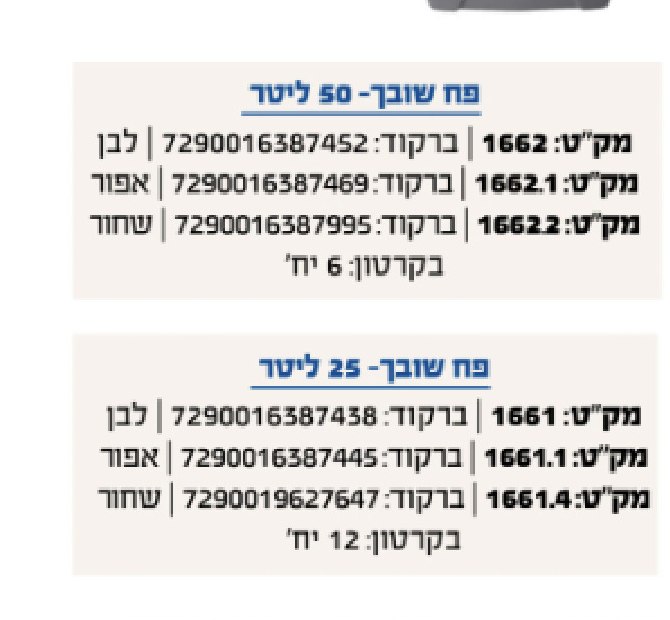 פח שובך- 50 ליטר
מק"ט: 1662 | ברקוד: 7290016387452 | לבן
מק"ט: 1662.1 | ברקוד: 7290016387469 | אפור
מק"ט: 1662.2 | ברקוד: 7290016387995 | שחור
בקרטון: 6 יח'
פח שובך- 25 ליטר
מק"ט: 1661 | ברקוד: 7290016387438 | לבן
מק"ט: 1661.1 | ברקוד: 7290016387445 | אפור
מק"ט: 1661.4 | ברקוד: 7290019627647 | שחור
בקרטון: 12 יח'